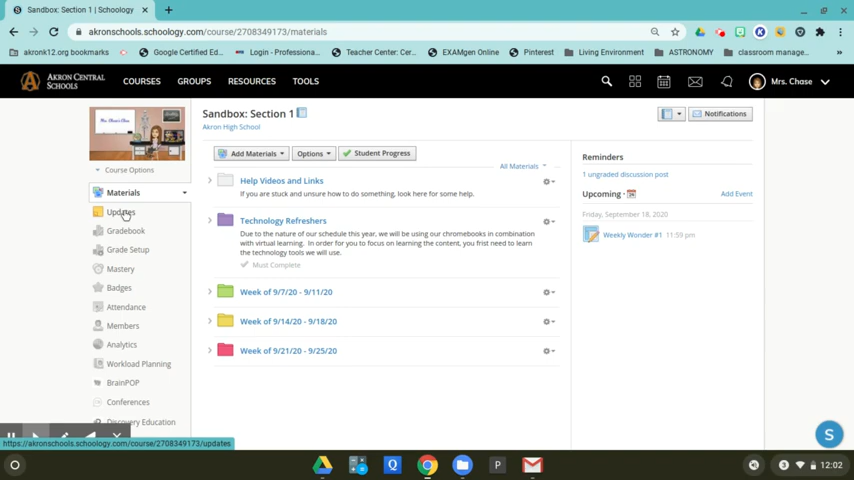 Sandbox: Section 1 | Schoology
akronschools.schoology.com/course/2708349173/materials
akronk12.org bookmarks
Google Certified Ed...
Login - Professiona...
Teacher Center: Cer...
EXAMgen Online
Pinterest
Living Environment
ASTRONOMY
classroom manage...
AKRON CENTRAL
SCHOOLS
COURSES
GROUPS
RESOURCES
TOOLS
Mrs. Chase
Course Options
Materials
Updates
Gradebook
Grade Setup
Mastery
Badges
Attendance
Members
Analytics
Workload Planning
BrainPOP
Conferences
Discovery Education
Sandbox: Section 1
Akron High School
Notifications
Add Materials
Options
Student Progress
All Materials
Help Videos and Links
If you are stuck and unsure how to do something, look here for some help.
Technology Refreshers
Due to the nature of our schedule this year, we will be using our chromebooks in combination
with virtual learning. In order for you to focus on learning the content, you frist need to learn
the technology tools we will use.
Must Complete
Week of 9/7/20 - 9/11/20
Week of 9/14/20 - 9/18/20
Week of 9/21/20 - 9/25/20
Reminders
1 ungraded discussion post
Upcoming
Add Event
Friday, September 18, 2020
Weekly Wonder #1 11:59 pm
https://akronschools.schoology.com/course/2708349173/updates
S
Q
P
3
12:02